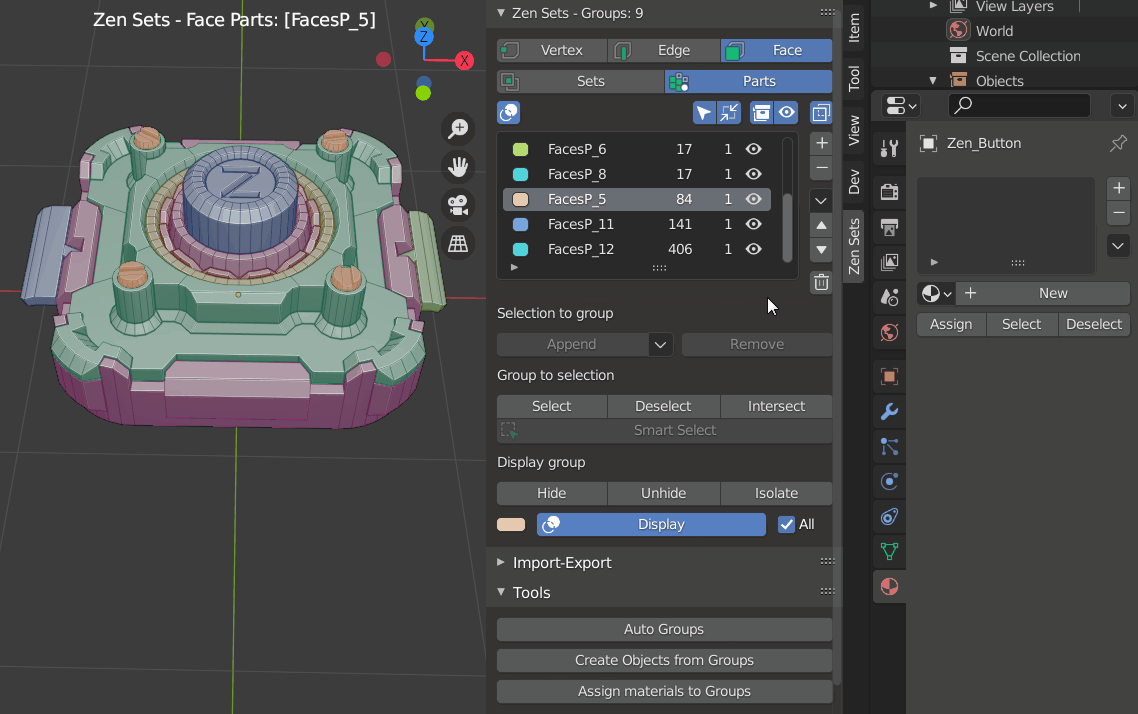 Zen Sets - Face Parts: [FacesP_5]
Y
Z
X
Z
Zen Sets - Groups: 9
Vertex Edge Face
Sets Parts
FacesP_6 17 1
FacesP_8 17 1
FacesP_5 84 1
FacesP_11 141 1
FacesP_12 406 1
Selection to group
Append Remove
Group to selection
Select Deselect Intersect
Smart Select
Display group
Hide Unhide Isolate
Display All
Import-Export
Tools
Auto Groups
Create Objects from Groups
Assign materials to Groups
Item
Tool
View
Dev
Zen Sets
View Layers
World
Scene Collection
Objects
Zen_Button
New
Assign Select Deselect